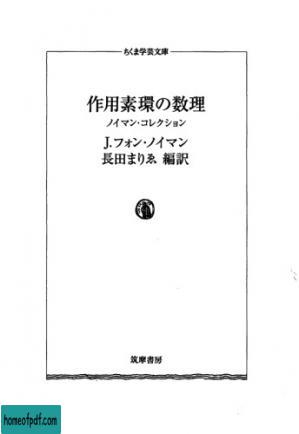 ちくま学芸文庫
作用素環の数理
ノイマン・コレクション
J.フォン・ノイマン
長田まりゑ 編訳
筑摩書房
homeofpdf.com